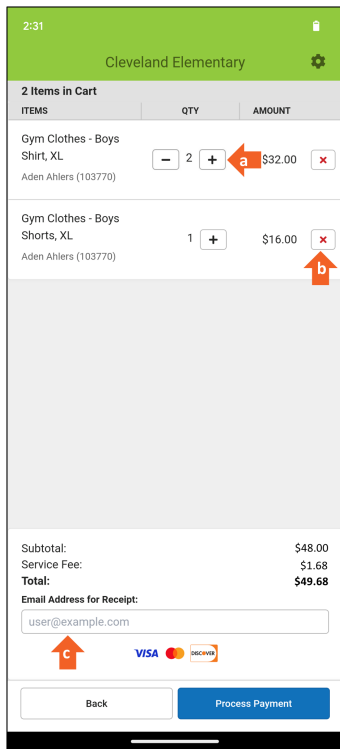 2:31
Cleveland Elementary
2 Items in Cart
ITEMS QTY AMOUNT
Gym Clothes - Boys
Shirt, XL
Aden Ahlers (103770)
− 2 + a $32.00 ×
Gym Clothes - Boys
Shorts, XL
Aden Ahlers (103770)
1 + $16.00 ×
b
Subtotal: $48.00
Service Fee: $1.68
Total: $49.68
Email Address for Receipt:
user@example.com
c
VISA DISCOVER
Back Process Payment